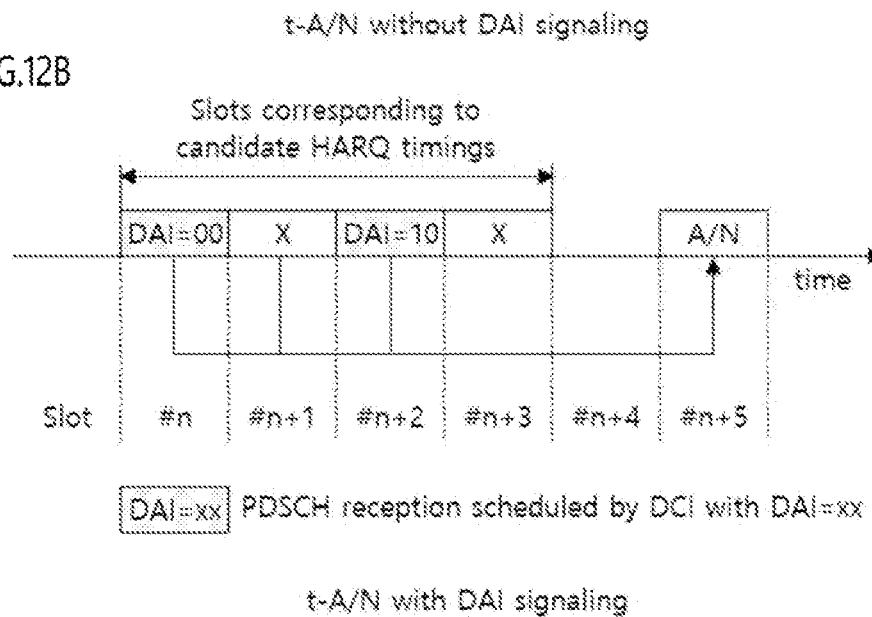 t-A/N without DAI signaling
G.12B
Slots corresponding to
candidate HARQ timings
DAI=00 X DAI=10 X A/N
time
Slot #n #n+1 #n+2 #n+3 #n+4 #n+5
DAI=xx PDSCH reception scheduled by DCI with DAI=xx
t-A/N with DAI signaling